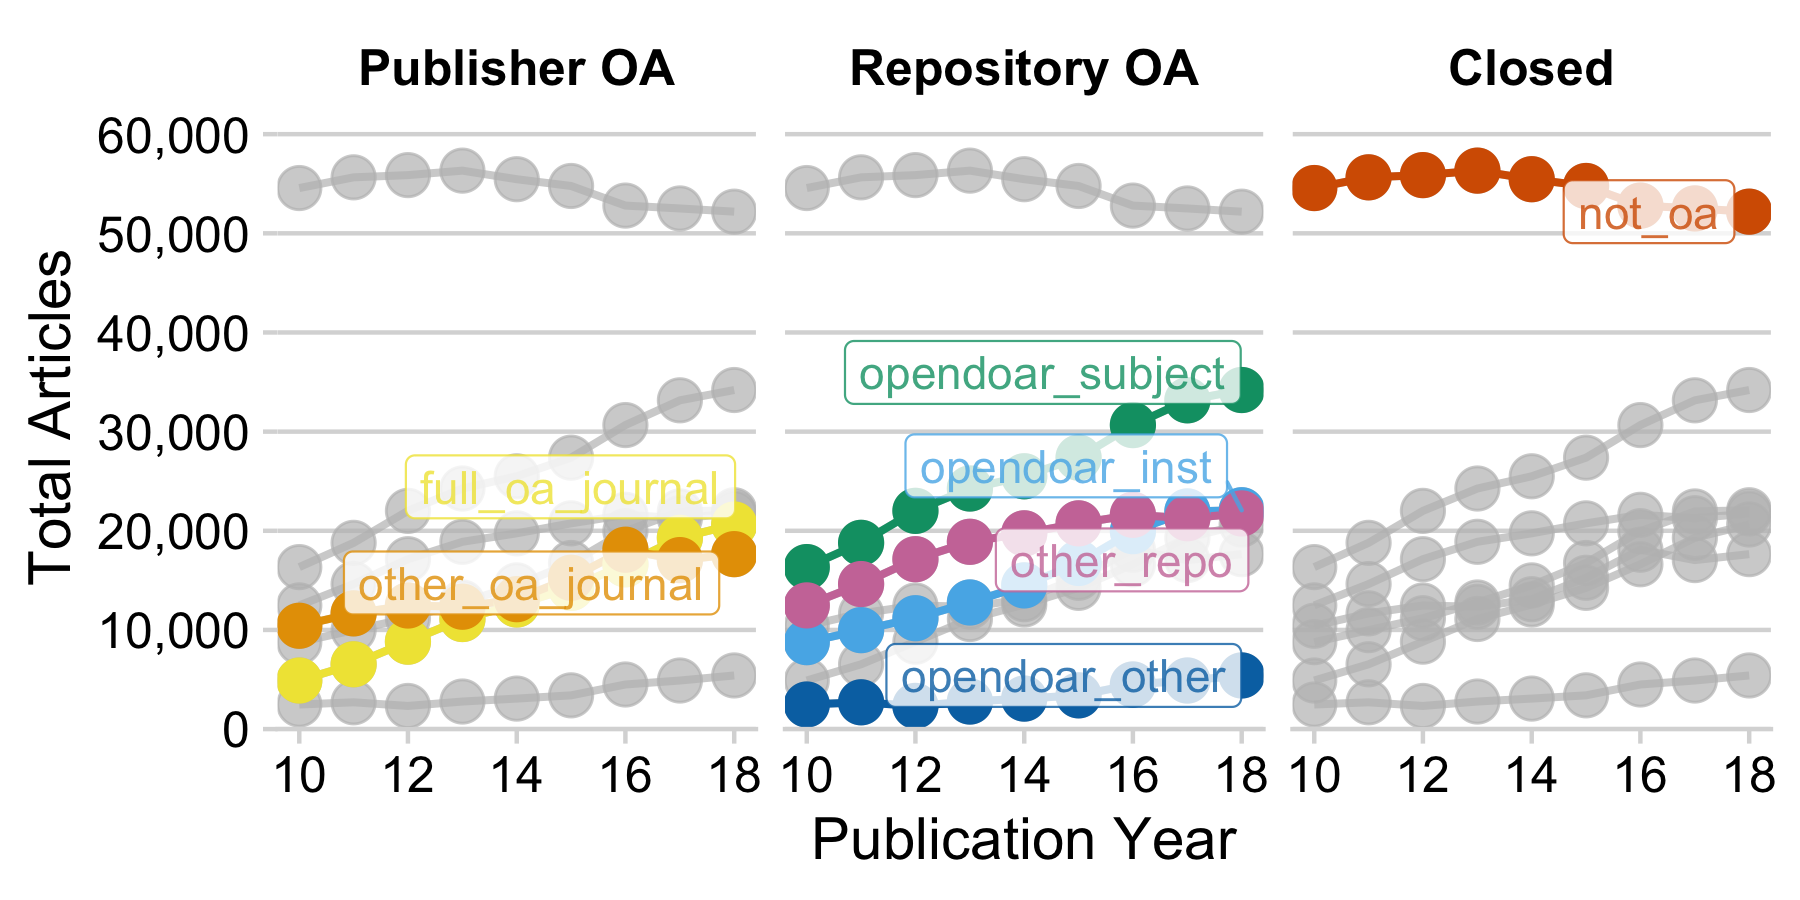 Publisher OA
Repository OA
Closed
Total Articles
60,000
50,000
40,000
30,000
20,000
10,000
0
full_oa_journal
other_oa_journal
opendoar_subject
opendoar_inst
other_repo
opendoar_other
not_oa
10 12 14 16 18
10 12 14 16 18
10 12 14 16 18
Publication Year